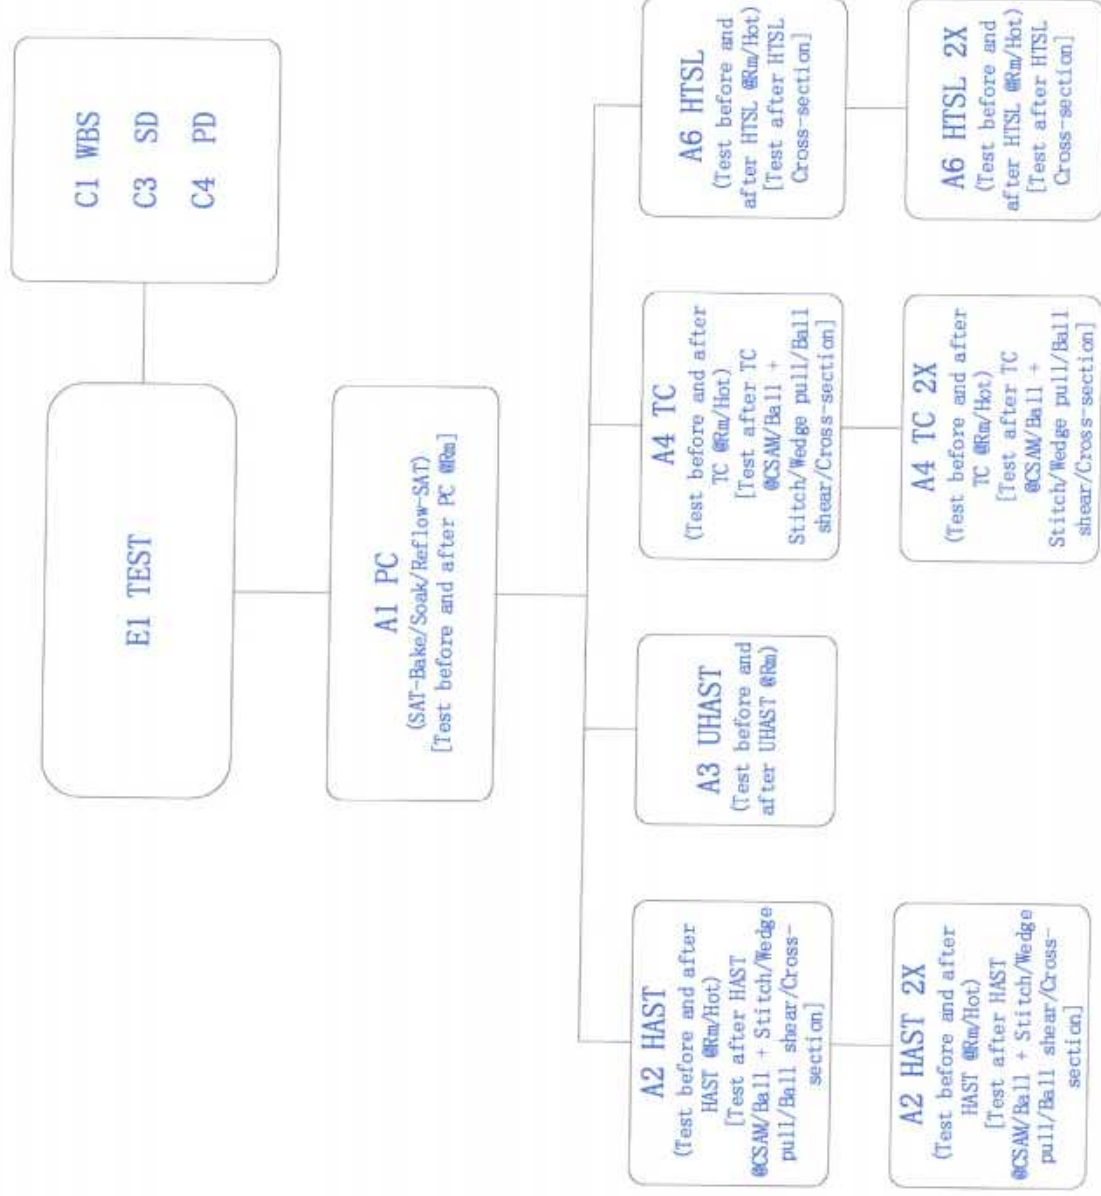 E1 TEST
C1 WBS
C3 SD
C4 PD
A1 PC
(SAT-Bake/Soak/Reflow-SAT)
[Test before and after PC @Rm]
A2 HAST
(Test before and after
HAST @Rm/Hot)
[Test after HAST
@CSAM/Ball + Stitch/Wedge
pull/Ball shear/Cross-
section]
A3 UHAST
(Test before and
after UHAST @Rm)
A4 TC
(Test before and after
TC @Rm/Hot)
[Test after TC
@CSAM/Ball +
Stitch/Wedge pull/Ball
shear/Cross-section]
A6 HTSL
(Test before and
after HTSL @Rm/Hot)
[Test after HTSL
Cross-section]
A2 HAST 2X
(Test before and after
HAST @Rm/Hot)
[Test after HAST
@CSAM/Ball + Stitch/Wedge
pull/Ball shear/Cross-
section]
A4 TC 2X
(Test before and after
TC @Rm/Hot)
[Test after TC
@CSAM/Ball +
Stitch/Wedge pull/Ball
shear/Cross-section]
A6 HTSL 2X
(Test before and
after HTSL @Rm/Hot)
[Test after HTSL
Cross-section]